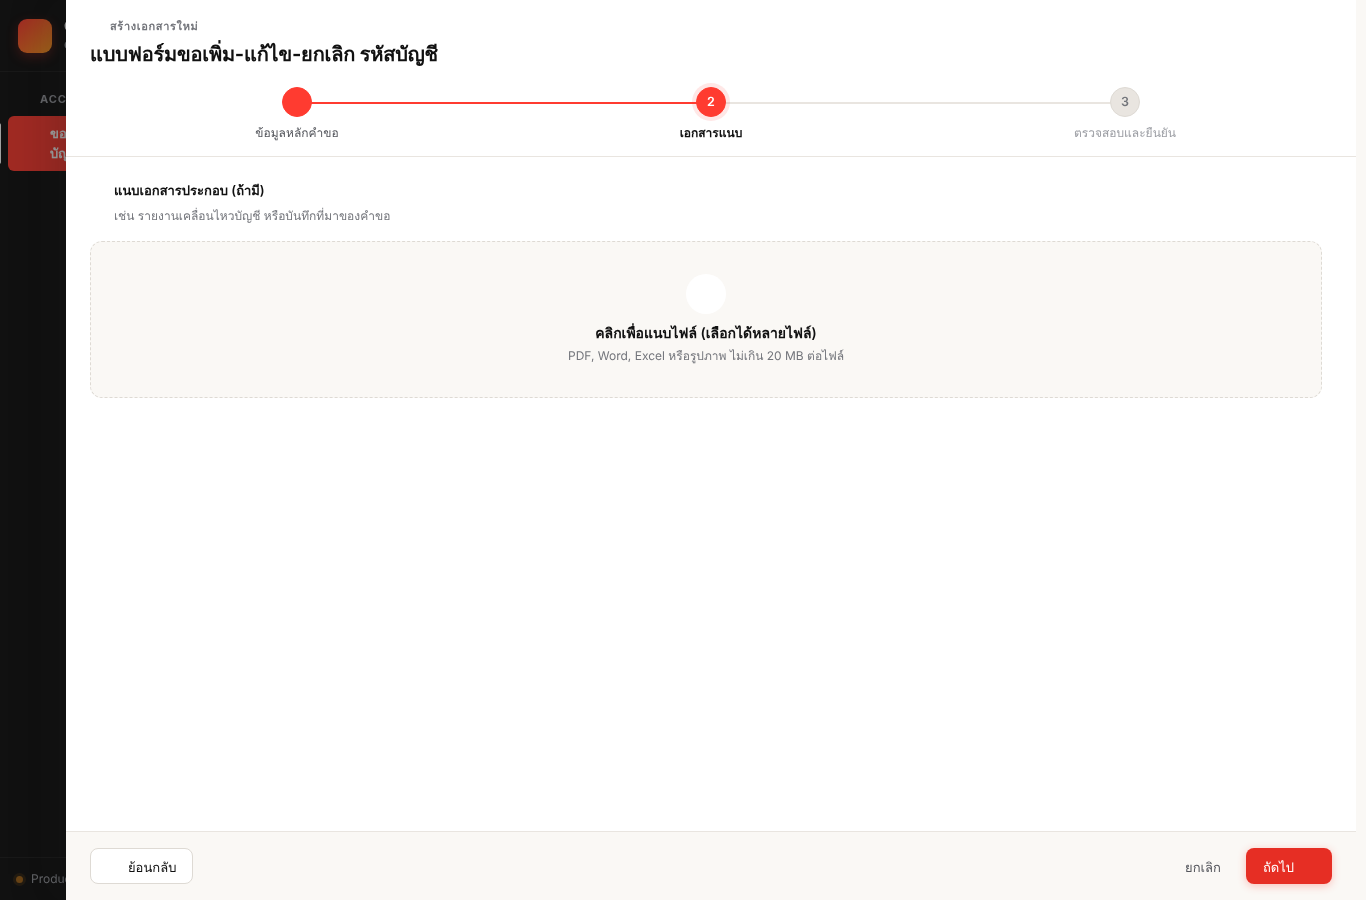 สร้างเอกสารใหม่
แบบฟอร์มขอเพิ่ม-แก้ไข-ยกเลิก รหัสบัญชี
2
3
ข้อมูลหลักคำขอ
เอกสารแนบ
ตรวจสอบและยืนยัน
ACC
ขอ
บัญ
แนบเอกสารประกอบ (ถ้ามี)
เช่น รายงานเคลื่อนไหวบัญชี หรือบันทึกที่มาของคำขอ
คลิกเพื่อแนบไฟล์ (เลือกได้หลายไฟล์)
PDF, Word, Excel หรือรูปภาพ ไม่เกิน 20 MB ต่อไฟล์
ย้อนกลับ
ยกเลิก
ถัดไป
Produ